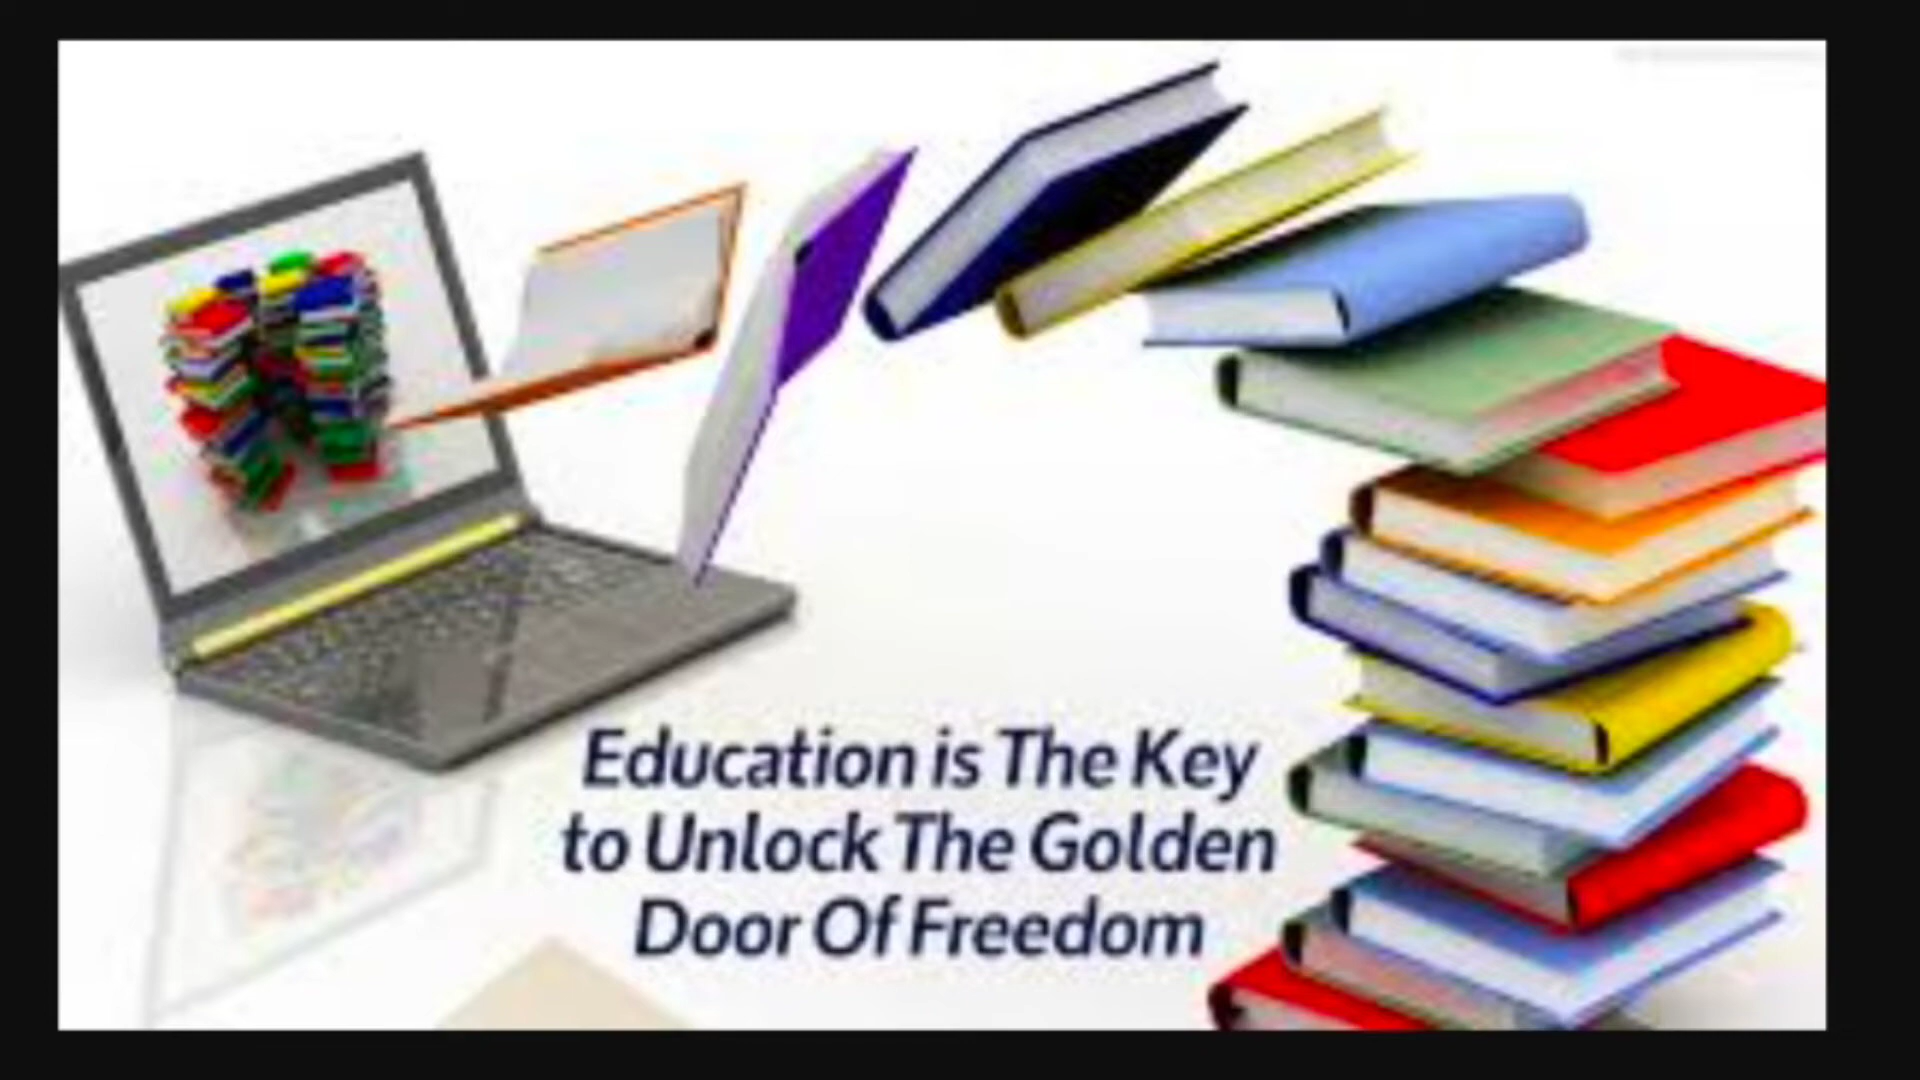 Education is The Key
to Unlock The Golden
Door Of Freedom